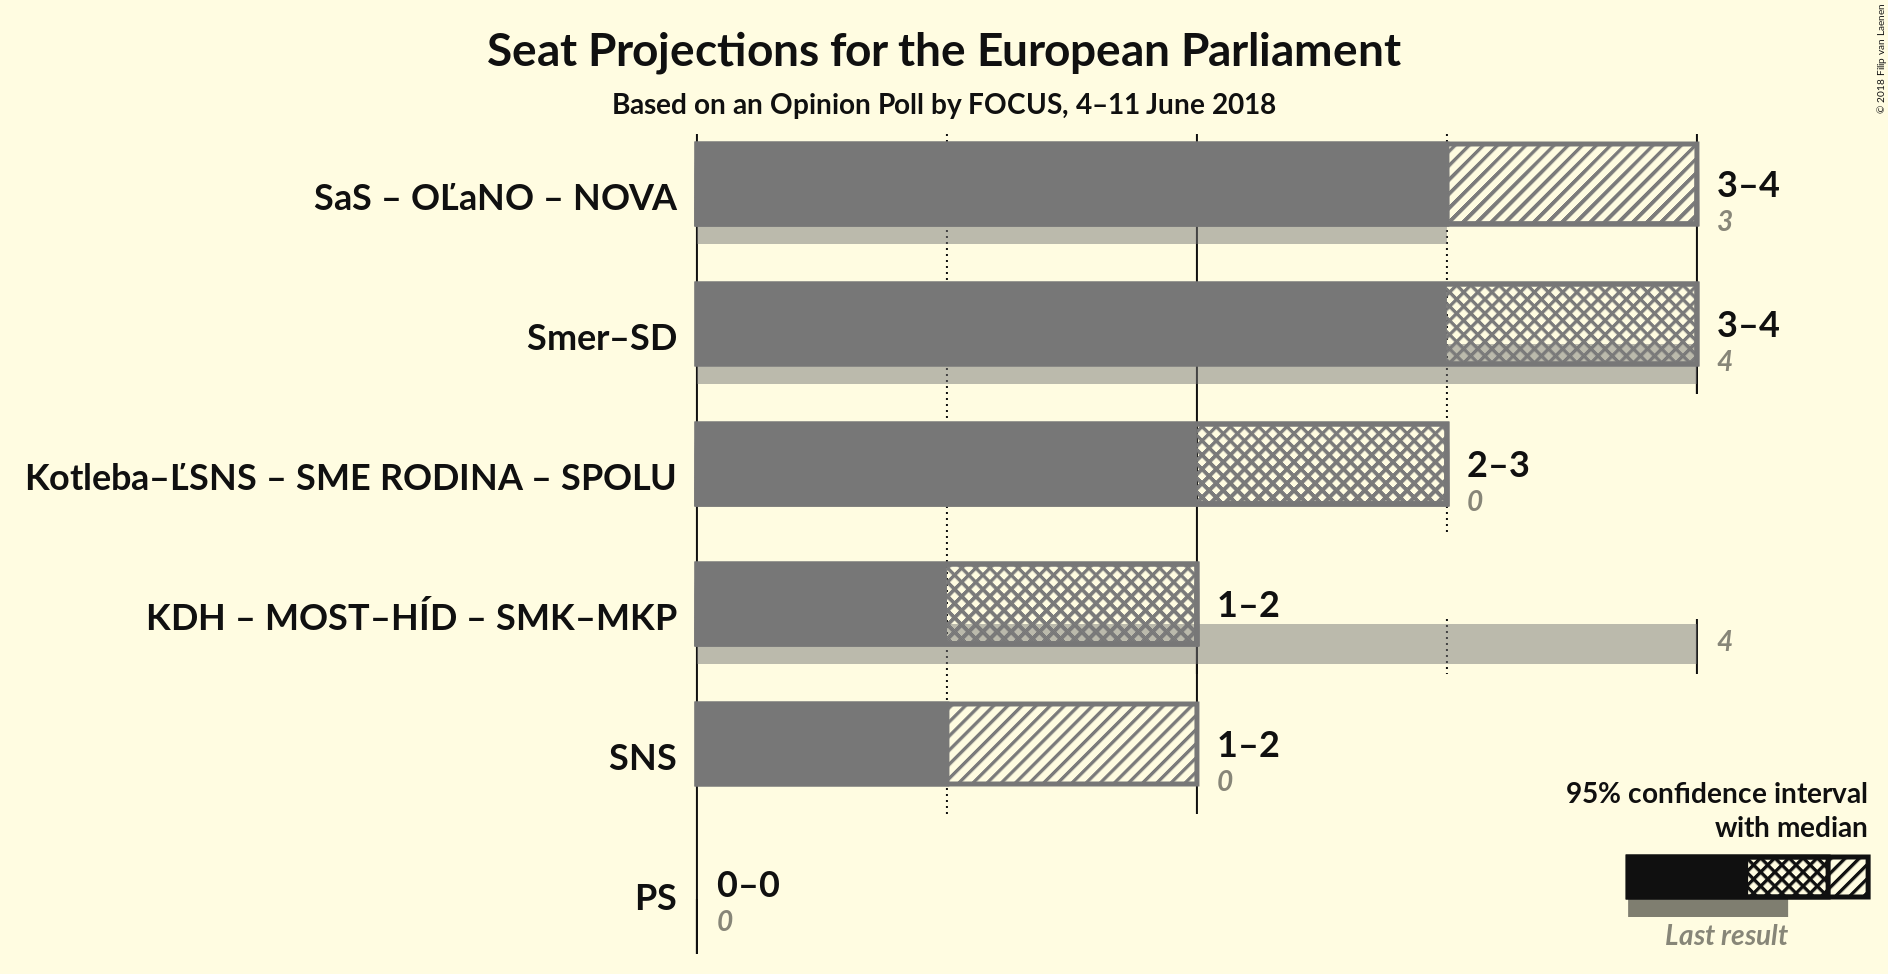 Seat Projections for the European Parliament
Based on an Opinion Poll by FOCUS, 4–11 June 2018
© 2018 Filip van Laenen
SaS – OĽaNO – NOVA
3–4
3
Smer–SD
3–4
4
Kotleba–ĽSNS – SME RODINA – SPOLU
2–3
0
KDH – MOST–HÍD – SMK–MKP
1–2
4
SNS
1–2
0
PS
0–0
0
95% confidence interval
with median
Last result